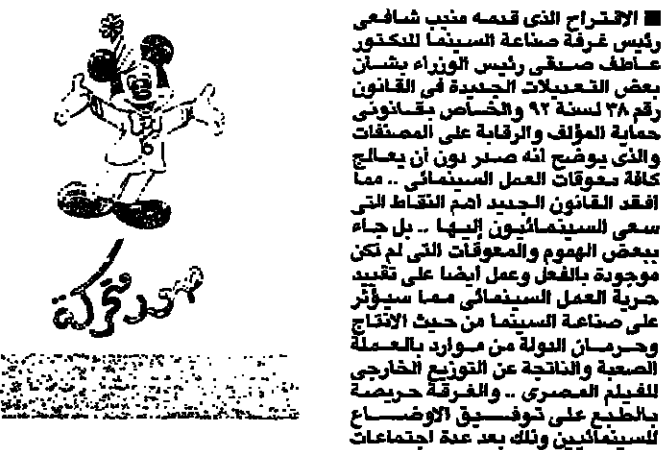 ■ الاقتراح الذى قدمه منيب شافعى
رئيس غرفة صناعة السينما للدكتور
عاطف صدقى رئيس الوزراء بشأن
بعض التعديلات الجديدة فى القانون
رقم ٣٨ لسنة ٩٢ والخاص بقانونى
حماية المؤلف والرقابة على المصنفات
والذى يوضح انه صدر دون أن يعالج
كافة معوقات العمل السينمائى .. مما
افقد القانون الجديد اهم النقاط التى
سعى السينمائيون إليها .. بل جاء
ببعض الهموم والمعوقات التى لم تكن
موجودة بالفعل وعمل أيضا على تقييد
حرية العمل السينمائى مما سيؤثر
على صناعة السينما من حيث الانتاج
وحرمان الدولة من موارد بالعملة
الصعبة والناتجة عن التوزيع الخارجى
للفيلم المصرى .. والغرفة حريصة
بالطبع على توفيق الاوضاع
للسينمائيين وذلك بعد عدة اجتماعات